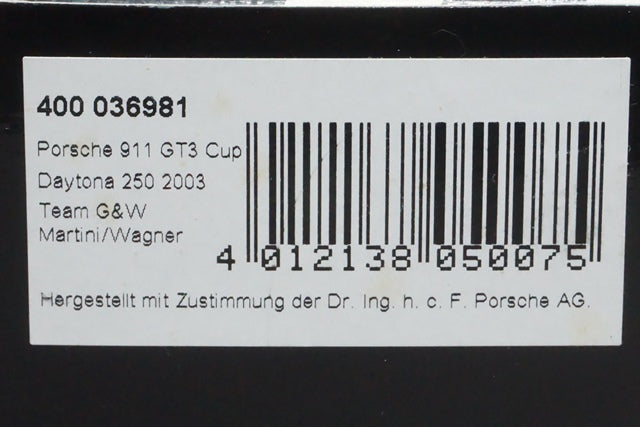 400 036981
Porsche 911 GT3 Cup
Daytona 250 2003
Team G&W
Martini/Wagner
4 012138 050075
Hergestellt mit Zustimmung der Dr. Ing. h. c. F. Porsche AG.